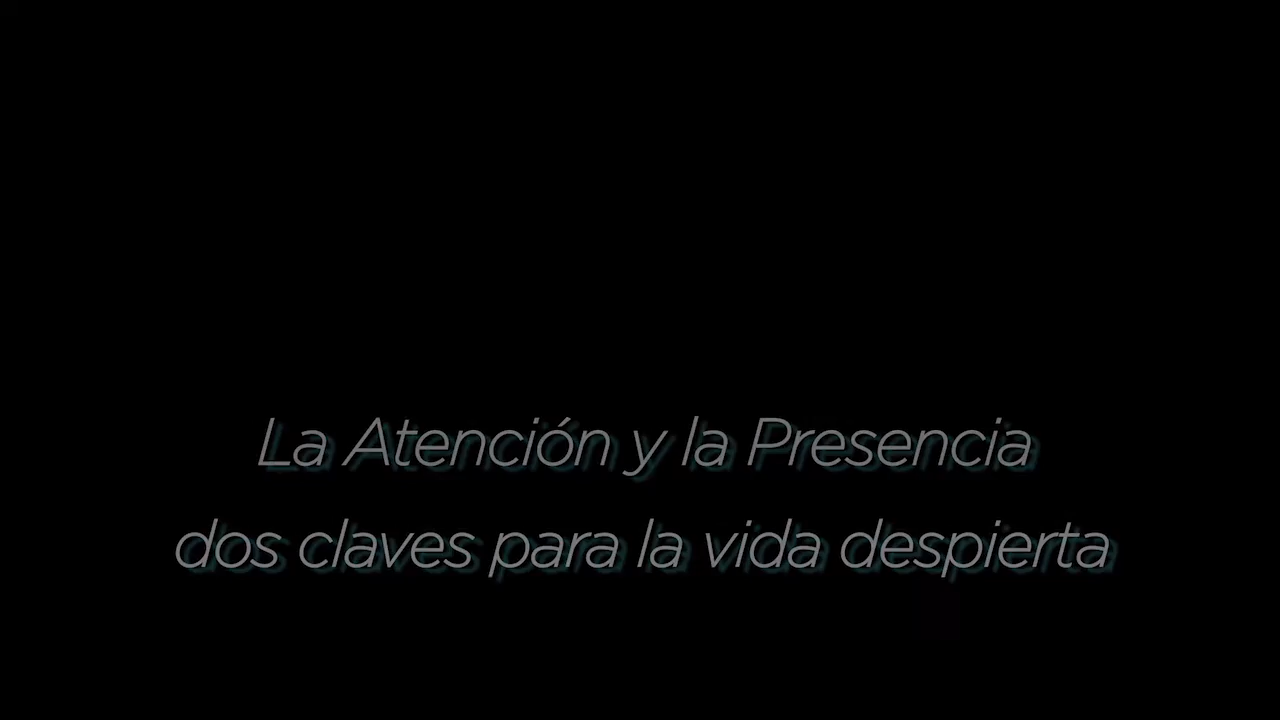 La Atención y la Presencia
dos claves para la vida despierta